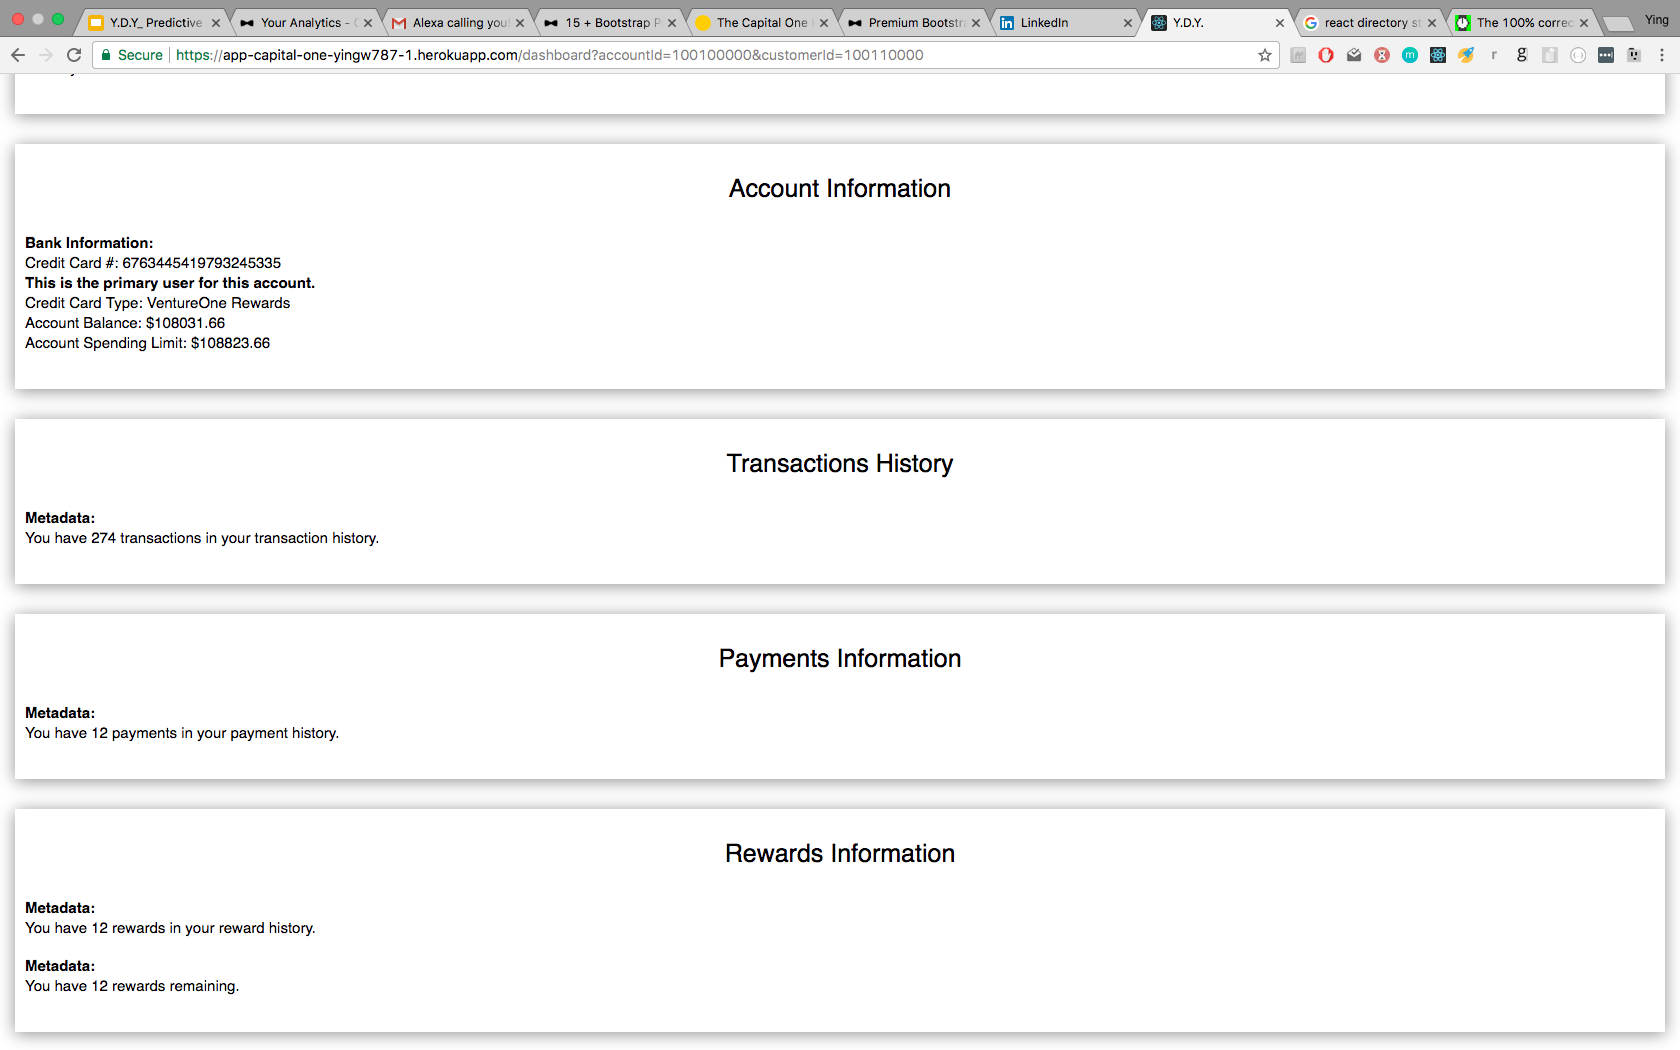 Y.D.Y_ Predictive
Your Analytics -
Alexa calling you
15 + Bootstrap
The Capital One
Premium Bootstra
LinkedIn
Y.D.Y.
react directory st
The 100% correc
Ying
Secure https://app-capital-one-yingw787-1.herokuapp.com/dashboard?accountId=100100000&customerId=100110000
Account Information
Bank Information:
Credit Card #: 6763445419793245335
This is the primary user for this account.
Credit Card Type: VentureOne Rewards
Account Balance: $108031.66
Account Spending Limit: $108823.66
Transactions History
Metadata:
You have 274 transactions in your transaction history.
Payments Information
Metadata:
You have 12 payments in your payment history.
Rewards Information
Metadata:
You have 12 rewards in your reward history.
Metadata:
You have 12 rewards remaining.